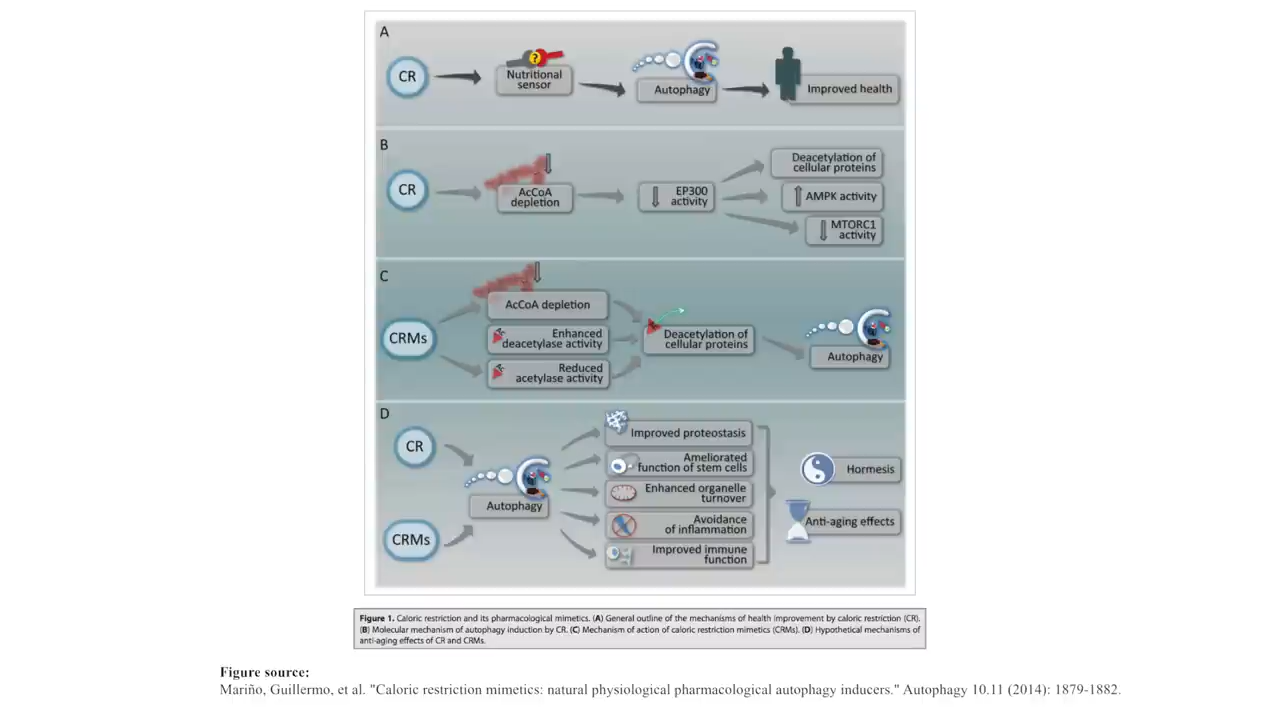 A
CR
?
Nutritional
sensor
Autophagy
Improved health
B
CR
AcCoA
depletion
EP300
activity
Deacetylation of
cellular proteins
AMPK activity
MTORC1
activity
C
CRMs
AcCoA depletion
Enhanced
deacetylase activity
Reduced
acetylase activity
Deacetylation of
cellular proteins
Autophagy
D
CR
CRMs
Autophagy
Improved proteostasis
Ameliorated
function of stem cells
Enhanced organelle
turnover
Avoidance
of inflammation
Improved immune
function
Hormesis
Anti-aging effects
Figure 1. Caloric restriction and its pharmacological mimetics. (A) General outline of the mechanisms of health improvement by caloric restriction (CR).
(B) Molecular mechanism of autophagy induction by CR. (C) Mechanism of action of caloric restriction mimetics (CRMs). (D) Hypothetical mechanisms of
anti-aging effects of CR and CRMs.
Figure source:
Mariño, Guillermo, et al. "Caloric restriction mimetics: natural physiological pharmacological autophagy inducers." Autophagy 10.11 (2014): 1879-1882.